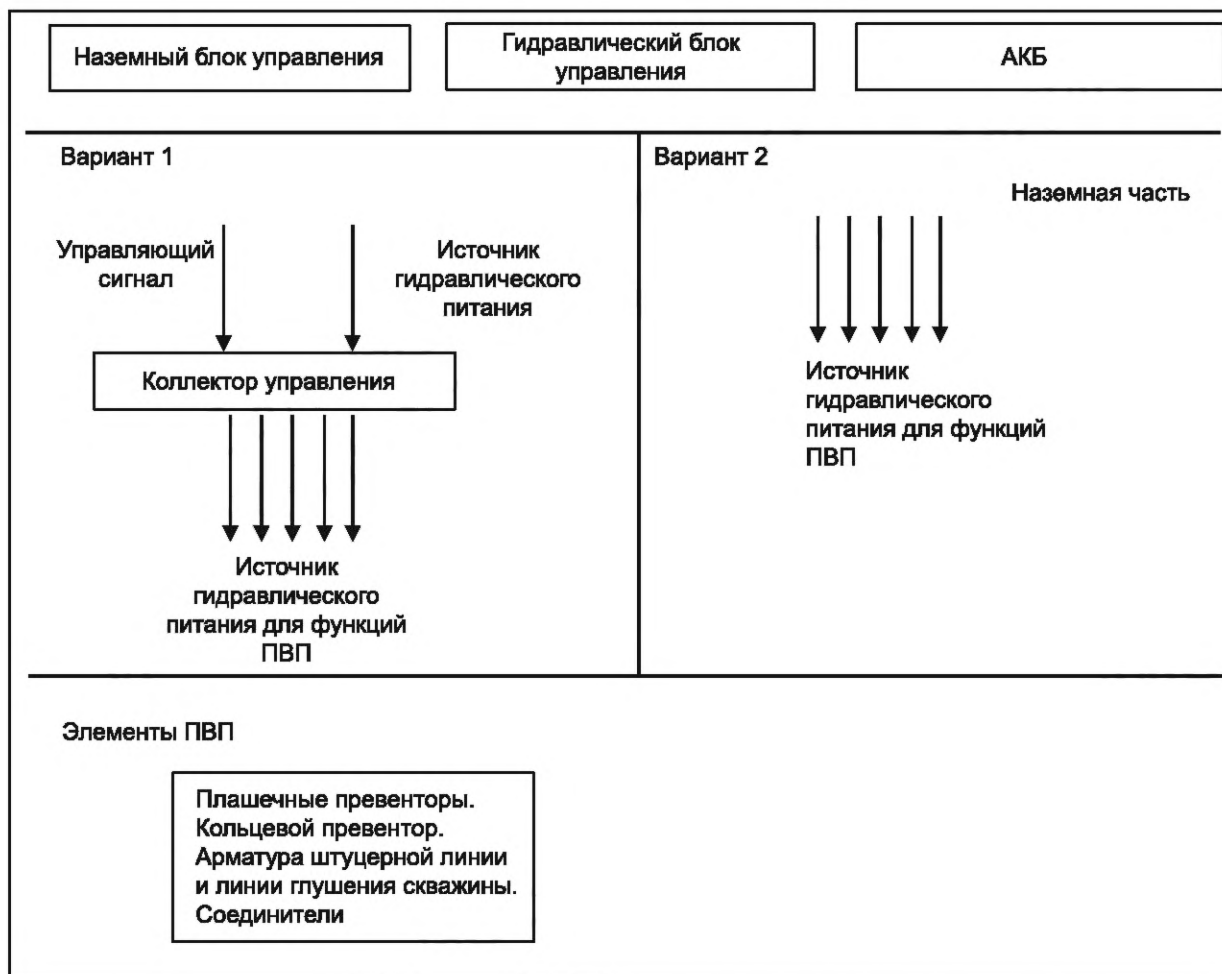 Наземный блок управления
Гидравлический блок
управления
АКБ
Вариант 1
Управляющий
сигнал
Источник
гидравлического
питания
Коллектор управления
Источник
гидравлического
питания для функций
ПВП
Вариант 2
Наземная часть
Источник
гидравлического
питания для функций
ПВП
Элементы ПВП
Плашечные превенторы.
Кольцевой превентор.
Арматура штуцерной линии
и линии глушения скважины.
Соединители